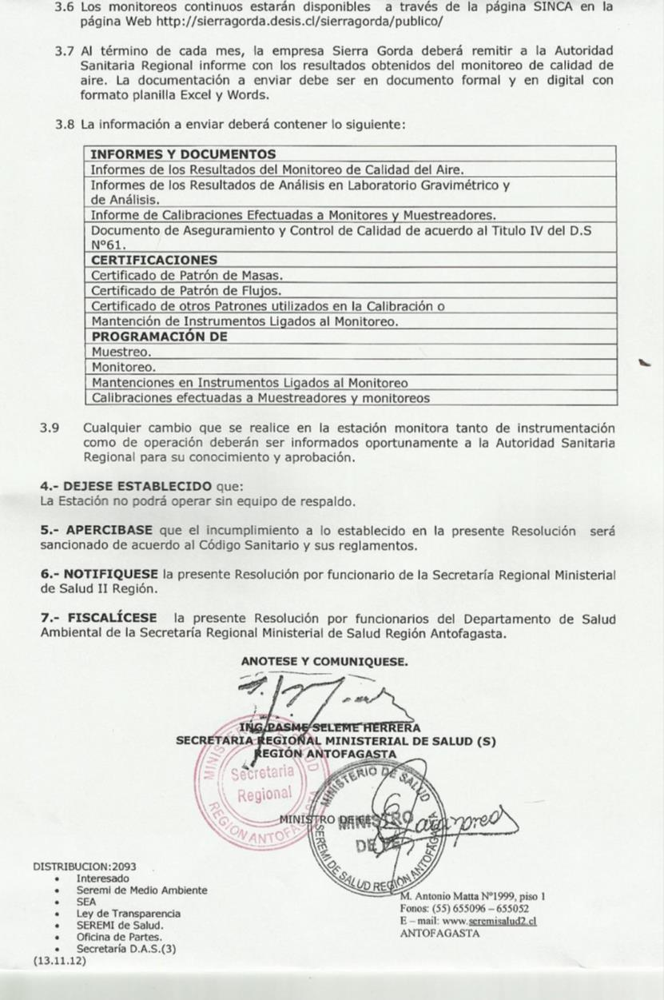 3.6 Los monitoreos continuos estarán disponibles a través de la página SINCA en la
página Web http://sierragorda.desis.cl/sierragorda/publico/
3.7 Al término de cada mes, la empresa Sierra Gorda deberá remitir a la Autoridad
Sanitaria Regional informe con los resultados obtenidos del monitoreo de calidad de
aire. La documentación a enviar debe ser en documento formal y en digital con
formato planilla Excel y Words.
3.8 La información a enviar deberá contener lo siguiente:
INFORMES Y DOCUMENTOS
Informes de los Resultados del Monitoreo de Calidad del Aire.
Informes de los Resultados de Análisis en Laboratorio Gravimétrico y
de Análisis.
Informe de Calibraciones Efectuadas a Monitores y Muestreadores.
Documento de Aseguramiento y Control de Calidad de acuerdo al Titulo IV del D.S
N°61.
CERTIFICACIONES
Certificado de Patrón de Masas.
Certificado de Patrón de Flujos.
Certificado de otros Patrones utilizados en la Calibración o
Mantención de Instrumentos Ligados al Monitoreo.
PROGRAMACIÓN DE
Muestreo.
Monitoreo.
Mantenciones en Instrumentos Ligados al Monitoreo
Calibraciones efectuadas a Muestreadores y monitoreos
3.9 Cualquier cambio que se realice en la estación monitora tanto de instrumentación
como de operación deberán ser informados oportunamente a la Autoridad Sanitaria
Regional para su conocimiento y aprobación.
4.- DEJESE ESTABLECIDO que:
La Estación no podrá operar sin equipo de respaldo.
5.- APERCIBASE que el incumplimiento a lo establecido en la presente Resolución será
sancionado de acuerdo al Código Sanitario y sus reglamentos.
6.- NOTIFIQUESE la presente Resolución por funcionario de la Secretaría Regional Ministerial
de Salud II Región.
7.- FISCALÍCESE la presente Resolución por funcionarios del Departamento de Salud
Ambiental de la Secretaría Regional Ministerial de Salud Región Antofagasta.
ANOTESE Y COMUNIQUESE.
ING. PASME SELEME HERRERA
SECRETARIA REGIONAL MINISTERIAL DE SALUD (S)
REGIÓN ANTOFAGASTA
MINISTERIO DE SALUD
Secretaria
Regional
REGION ANTOFAGASTA
MINISTERIO DE SALUD
MINISTRO DE FE
MINISTRO
DE FE
SEREMI DE SALUD REGIÓN ANTOFAGASTA
DISTRIBUCION:2093
• Interesado
• Seremi de Medio Ambiente
• SEA
• Ley de Transparencia
• SEREMI de Salud.
• Oficina de Partes.
• Secretaría D.A.S.(3)
(13.11.12)
M. Antonio Matta Nº1999, piso 1
Fonos: (55) 655096 – 655052
E – mail: www.seremisalud2.cl
ANTOFAGASTA